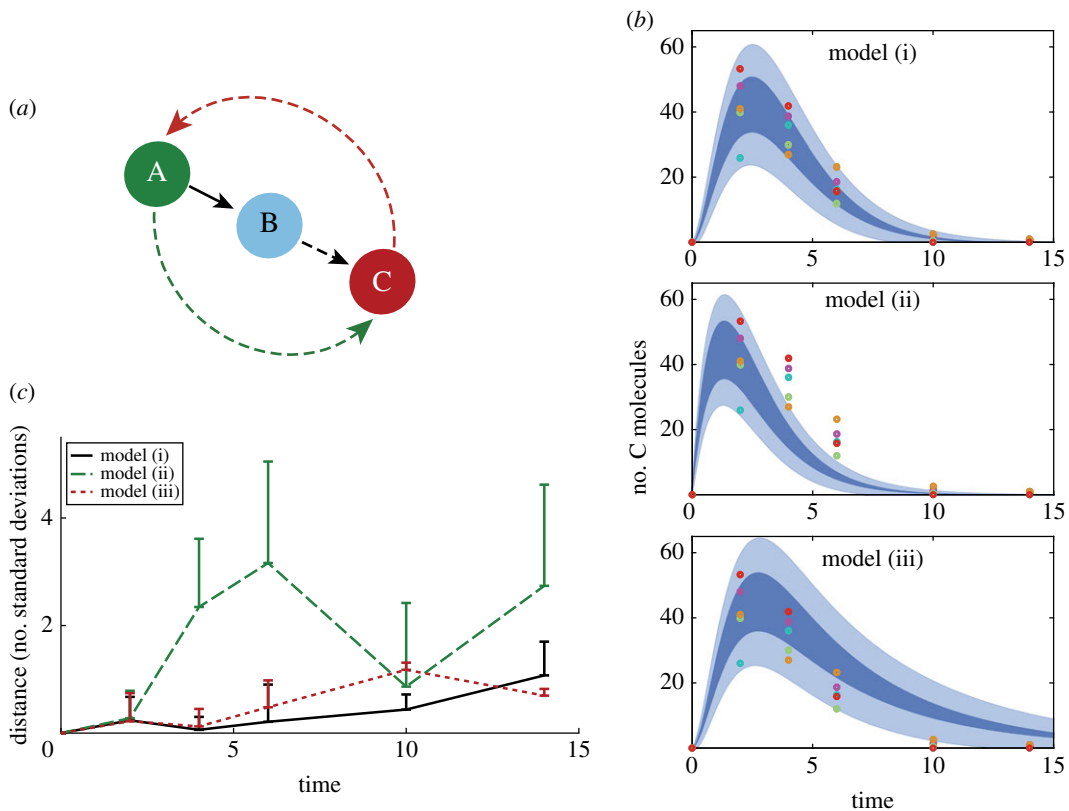 (a)
A
B
C
(b)
model (i)
60
40
20
0
5
10
15
model (ii)
60
40
20
0
5
10
15
no. C molecules
model (iii)
60
40
20
0
5
10
15
time
(c)
model (i)
model (ii)
model (iii)
4
2
0
5
10
15
distance (no. standard deviations)
time